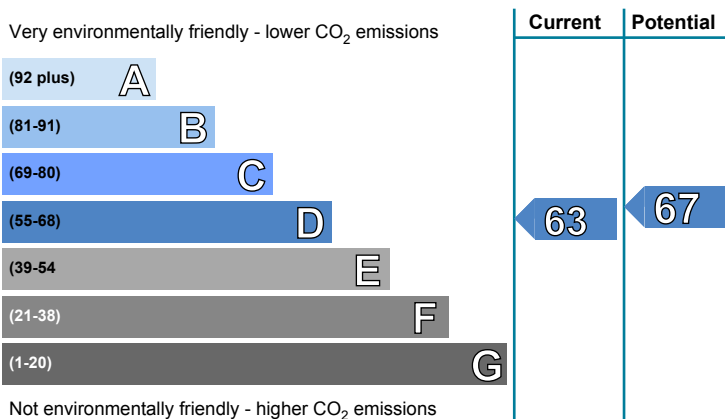 Very environmentally friendly - lower CO2 emissions
Current
Potential
(92 plus) A
(81-91) B
(69-80) C
(55-68) D
(39-54 E
(21-38) F
(1-20) G
63
67
Not environmentally friendly - higher CO2 emissions